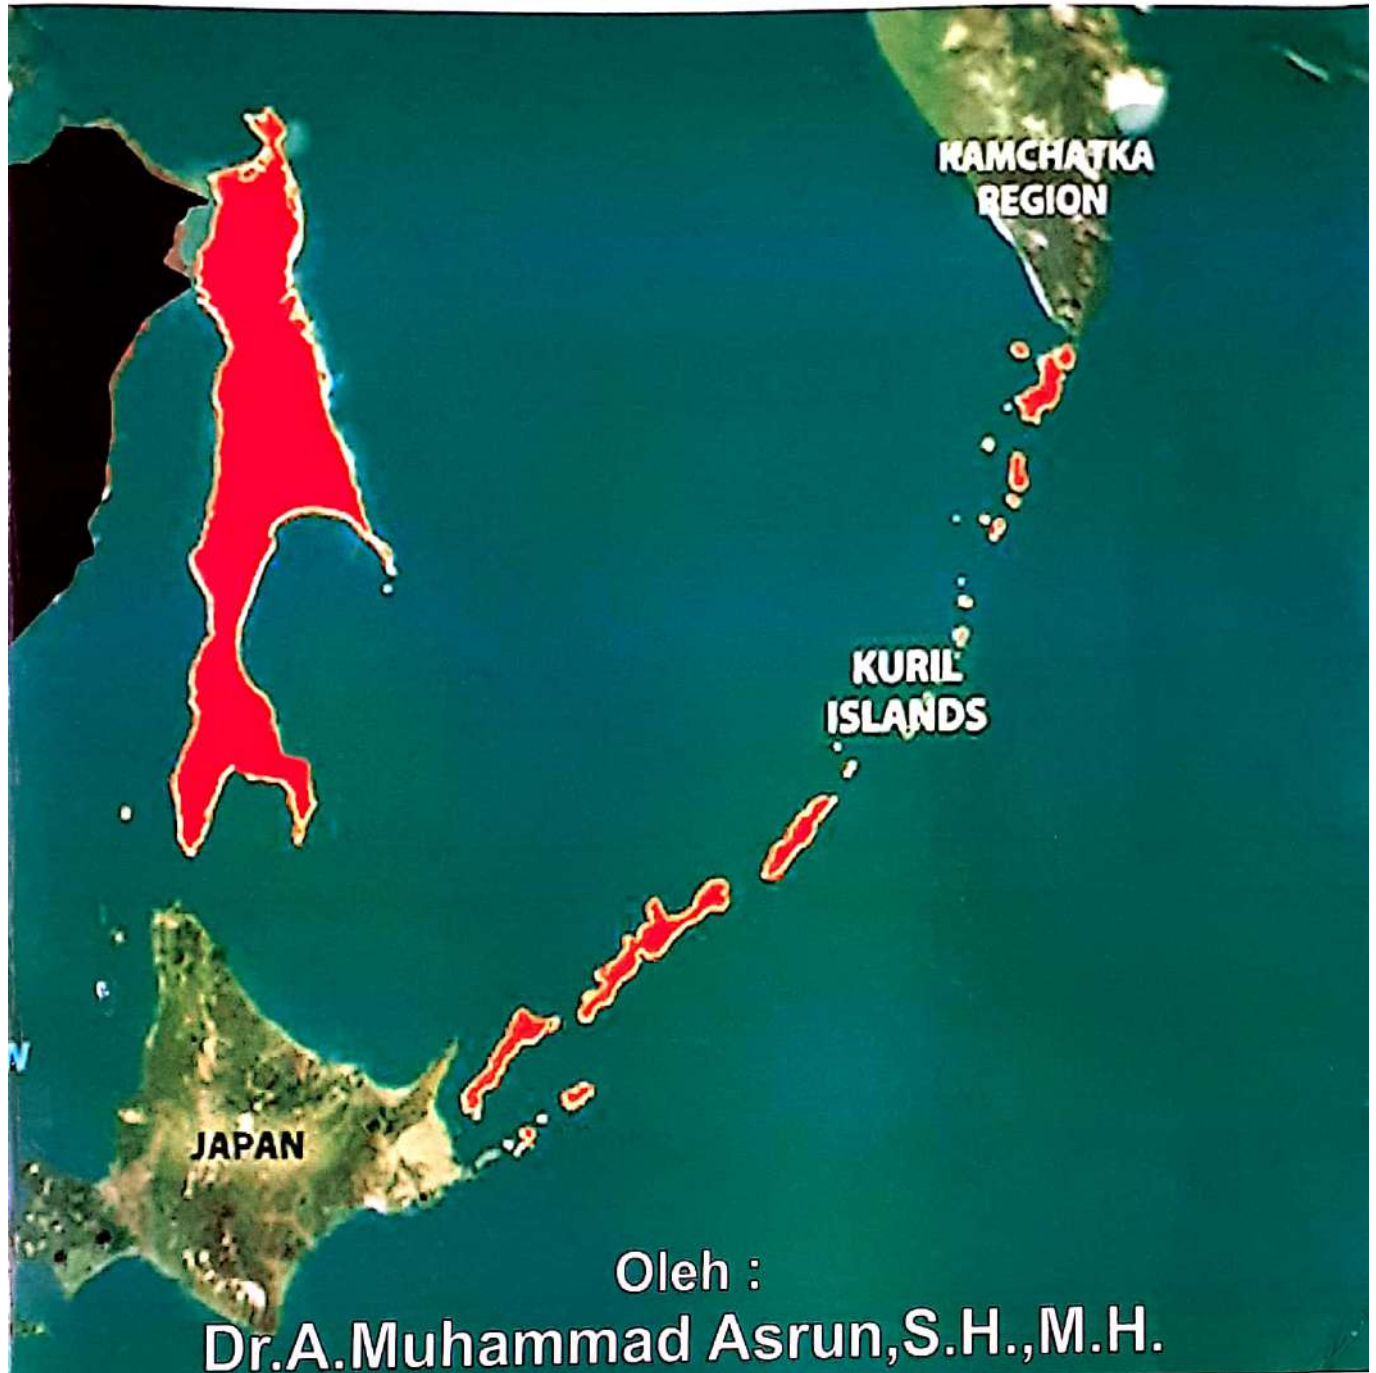 KAMCHATKA
REGION
KURIL
ISLANDS
JAPAN
Oleh :
Dr.A.Muhammad Asrun,S.H.,M.H.